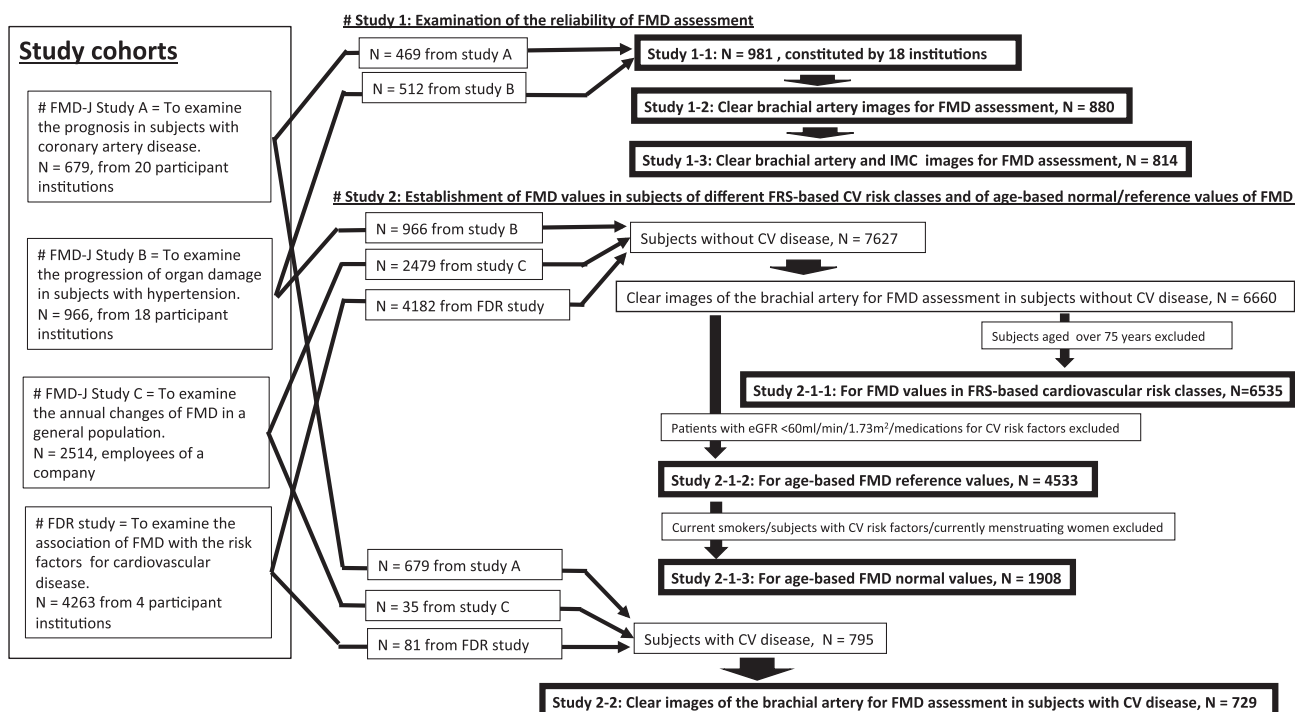 Study cohorts
# FMD-J Study A = To examine
the prognosis in subjects with
coronary artery disease.
N = 679, from 20 participant
institutions
# FMD-J Study B = To examine
the progression of organ damage
in subjects with hypertension.
N = 966, from 18 participant
institutions
# FMD-J Study C = To examine
the annual changes of FMD in a
general population.
N = 2514, employees of a
company
# FDR study = To examine the
association of FMD with the risk
factors for cardiovascular
disease.
N = 4263 from 4 participant
institutions
# Study 1: Examination of the reliability of FMD assessment
N = 469 from study A
N = 512 from study B
Study 1-1: N = 981 , constituted by 18 institutions
Study 1-2: Clear brachial artery images for FMD assessment, N = 880
Study 1-3: Clear brachial artery and IMC images for FMD assessment, N = 814
# Study 2: Establishment of FMD values in subjects of different FRS-based CV risk classes and of age-based normal/reference values of FMD
N = 966 from study B
N = 2479 from study C
N = 4182 from FDR study
Subjects without CV disease, N = 7627
Clear images of the brachial artery for FMD assessment in subjects without CV disease, N = 6660
Subjects aged over 75 years excluded
Study 2-1-1: For FMD values in FRS-based cardiovascular risk classes, N=6535
Patients with eGFR <60ml/min/1.73m²/medications for CV risk factors excluded
Study 2-1-2: For age-based FMD reference values, N = 4533
Current smokers/subjects with CV risk factors/currently menstruating women excluded
Study 2-1-3: For age-based FMD normal values, N = 1908
N = 679 from study A
N = 35 from study C
N = 81 from FDR study
Subjects with CV disease, N = 795
Study 2-2: Clear images of the brachial artery for FMD assessment in subjects with CV disease, N = 729